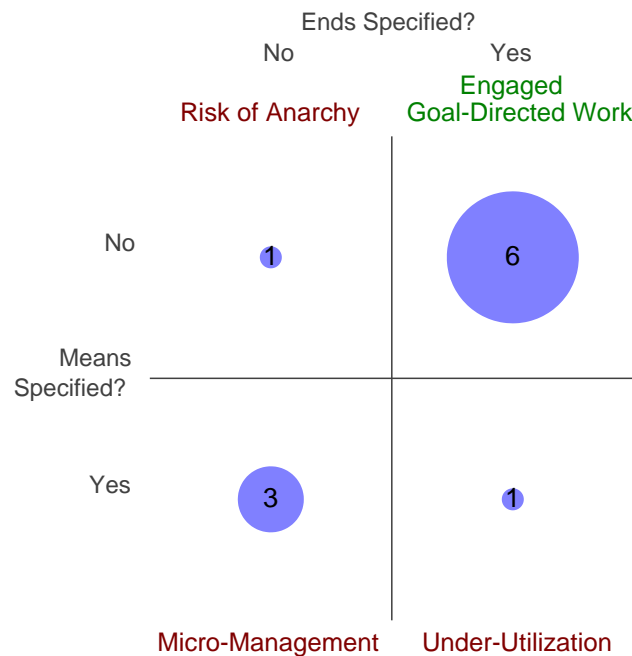 Ends Specified?
No
Yes
Risk of Anarchy
Engaged
Goal-Directed Work
No
1
6
Means
Specified?
Yes
3
1
Micro-Management
Under-Utilization